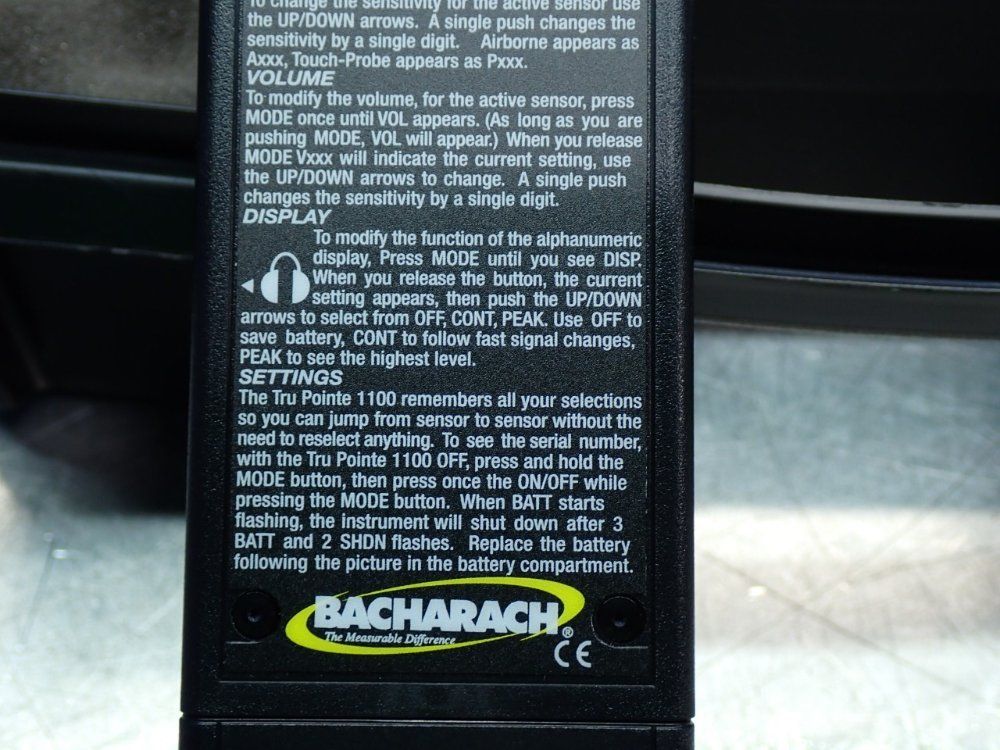 To change the sensitivity for the active sensor use
the UP/DOWN arrows. A single push changes the
sensitivity by a single digit. Airborne appears as
Axxx, Touch-Probe appears as Pxxx.
VOLUME
To modify the volume, for the active sensor, press
MODE once until VOL appears. (As long as you are
pushing MODE, VOL will appear.) When you release
MODE Vxxx will indicate the current setting, use
the UP/DOWN arrows to change. A single push
changes the sensitivity by a single digit.
DISPLAY
To modify the function of the alphanumeric
display, Press MODE until you see DISP.
When you release the button, the current
setting appears, then push the UP/DOWN
arrows to select from OFF, CONT, PEAK. Use OFF to
save battery, CONT to follow fast signal changes,
PEAK to see the highest level.
SETTINGS
The Tru Pointe 1100 remembers all your selections
so you can jump from sensor to sensor without the
need to reselect anything. To see the serial number,
with the Tru Pointe 1100 OFF, press and hold the
MODE button, then press once the ON/OFF while
pressing the MODE button. When BATT starts
flashing, the instrument will shut down after 3
BATT and 2 SHDN flashes. Replace the battery
following the picture in the battery compartment.
BACHARACH®
The Measurable Difference
CE